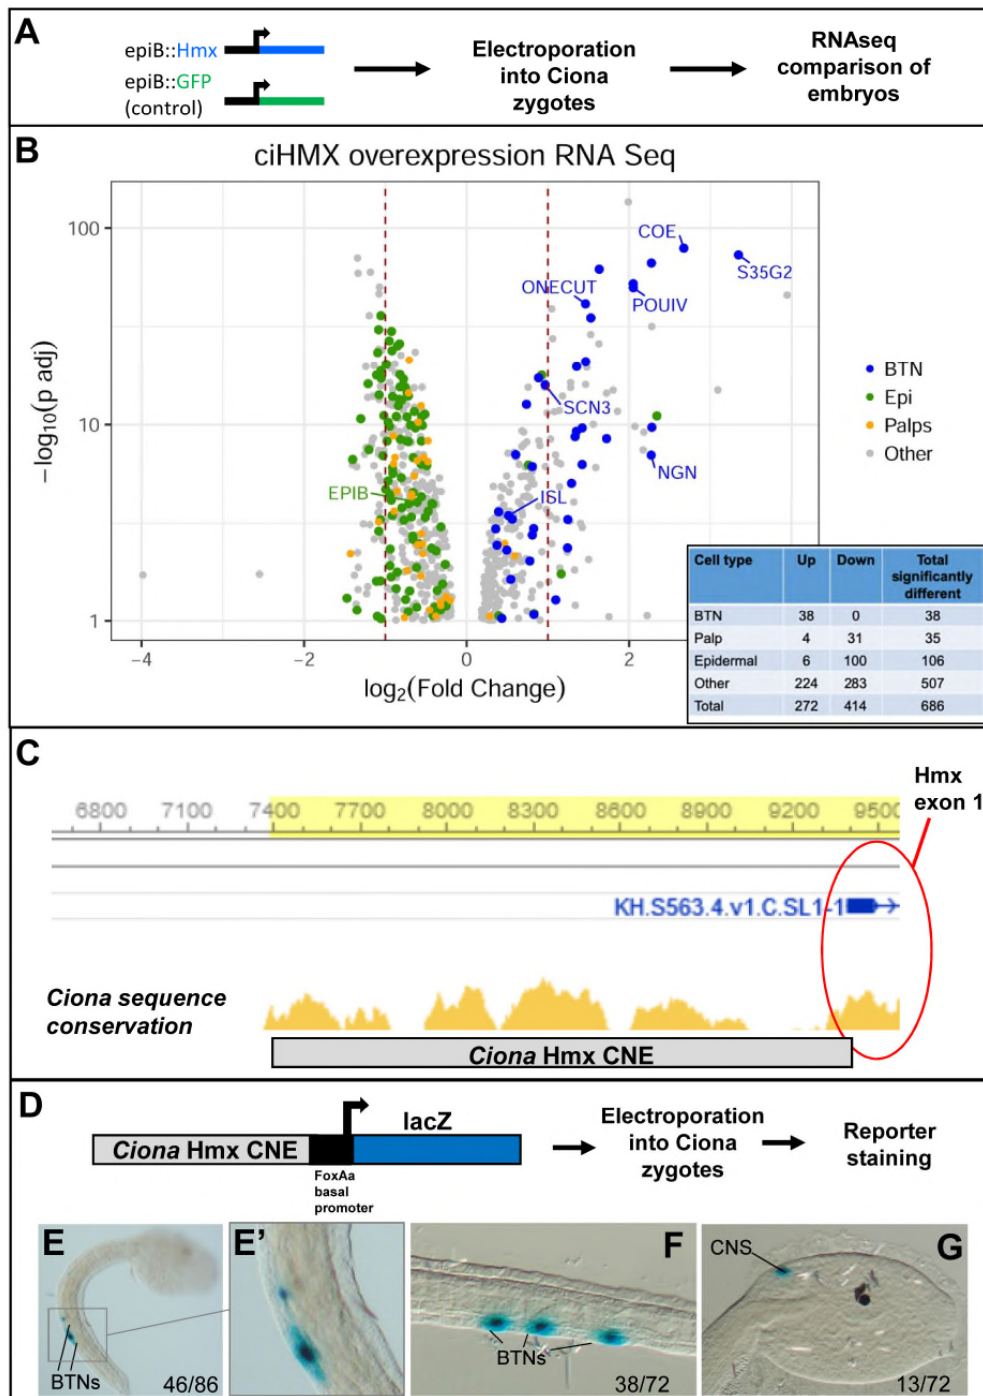 A
epiB::Hmx
epiB::GFP
(control)
Electroporation
into Ciona
zygotes
RNAseq
comparison of
embryos
B
ciHMX overexpression RNA Seq
−log10(p adj)
100
10
1
COE
S35G2
ONECUT
POUIV
SCN3
NGN
EPIB
ISL
BTN
Epi
Palps
Other
−4
−2
0
2
log2(Fold Change)
Cell type Up Down Total significantly different
BTN 38 0 38
Palp 4 31 35
Epidermal 6 100 106
Other 224 283 507
Total 272 414 686
C
Hmx
exon 1
6800 7100 7400 7700 8000 8300 8600 8900 9200 9500
KH.S563.4.v1.C.SL1-1
Ciona sequence
conservation
Ciona Hmx CNE
D
lacZ
Ciona Hmx CNE
FoxAa
basal
promoter
Electroporation
into Ciona
zygotes
Reporter
staining
E
BTNs
46/86
E'
F
BTNs
38/72
G
CNS
13/72